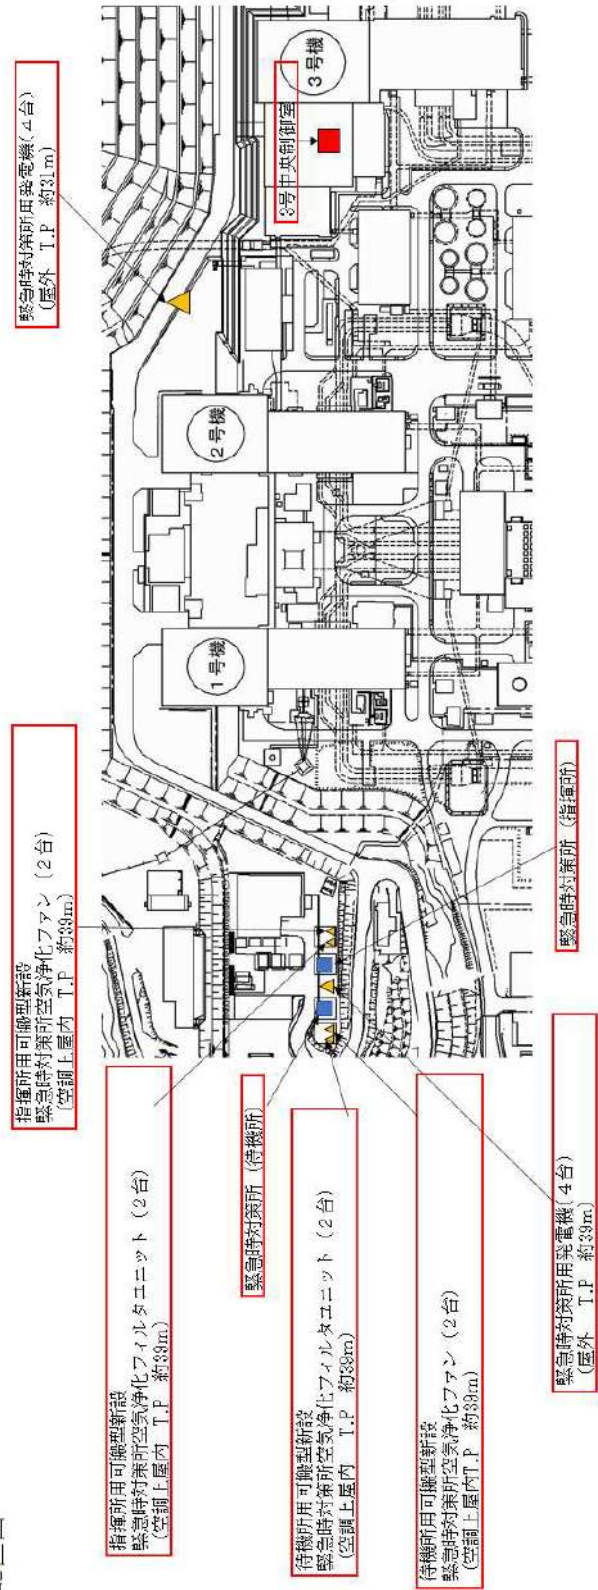 緊急時対策所用発電機(4台)
(屋外 T.P 約31m)
3号中央制御室
3号機
2号機
1号機
指揮所用可搬型新設
緊急時対策所空気浄化ファン（2台）
(空調上屋内 T.P 約39m)
緊急時対策所（指揮所）
指揮所用可搬型新設
緊急時対策所空気浄化フィルタユニット（2台）
(空調上屋内 T.P 約39m)
緊急時対策所（待機所）
待機所用可搬型新設
緊急時対策所空気浄化フィルタユニット（2台）
(空調上屋内 T.P 約39m)
待機所用可搬型新設
緊急時対策所空気浄化ファン（2台）
(空調上屋内T.P 約39m)
緊急時対策所用発電機(4台)
(屋外 T.P 約39m)